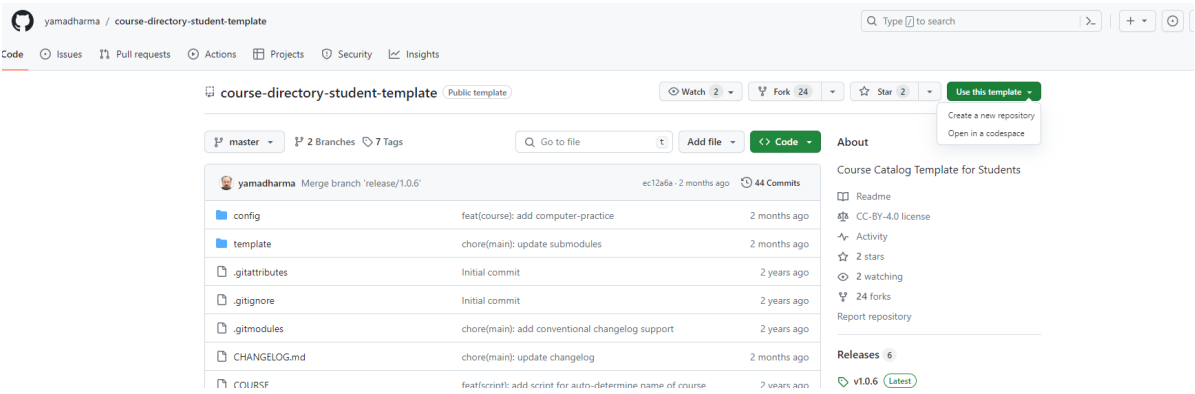 yamadharma / course-directory-student-template
Type / to search
Code Issues Pull requests Actions Projects Security Insights
course-directory-student-template Public template
Watch 2 Fork 24 Star 2 Use this template
Create a new repository
Open in a codespace
master 2 Branches 7 Tags Go to file t Add file <> Code
yamadharma Merge branch 'release/1.0.6' ec12a6a · 2 months ago 44 Commits
config feat(course): add computer-practice 2 months ago
template chore(main): update submodules 2 months ago
.gitattributes Initial commit 2 years ago
.gitignore Initial commit 2 years ago
.gitmodules chore(main): add conventional changelog support 2 years ago
CHANGELOG.md chore(main): update changelog 2 months ago
COURSE feat(script): add script for auto-determine name of course 2 years ago
About
Course Catalog Template for Students
Readme
CC-BY-4.0 license
Activity
2 stars
2 watching
24 forks
Report repository
Releases 6
v1.0.6 Latest